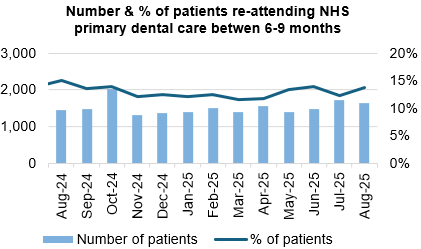 Number & % of patients re-attending NHS
primary dental care betwen 6-9 months
3,000
2,000
1,000
0
20%
15%
10%
5%
0%
Aug-24
Sep-24
Oct-24
Nov-24
Dec-24
Jan-25
Feb-25
Mar-25
Apr-25
May-25
Jun-25
Jul-25
Aug-25
Number of patients
% of patients